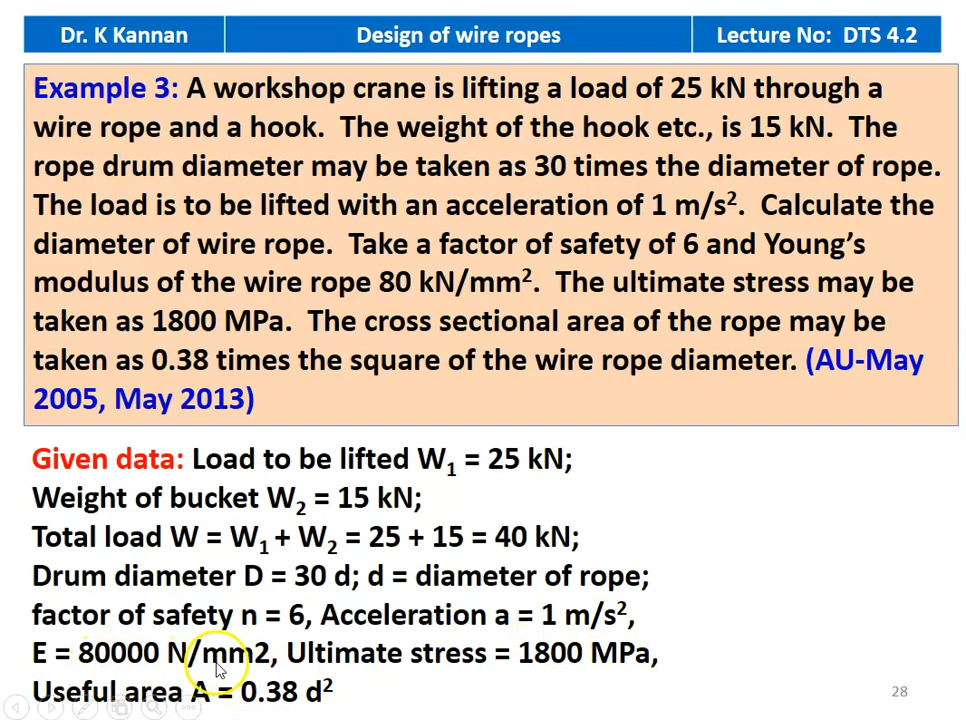 Dr. K Kannan Design of wire ropes Lecture No: DTS 4.2
Example 3: A workshop crane is lifting a load of 25 kN through a
wire rope and a hook. The weight of the hook etc., is 15 kN. The
rope drum diameter may be taken as 30 times the diameter of rope.
The load is to be lifted with an acceleration of 1 m/s². Calculate the
diameter of wire rope. Take a factor of safety of 6 and Young's
modulus of the wire rope 80 kN/mm². The ultimate stress may be
taken as 1800 MPa. The cross sectional area of the rope may be
taken as 0.38 times the square of the wire rope diameter. (AU-May
2005, May 2013)
Given data: Load to be lifted W₁ = 25 kN;
Weight of bucket W₂ = 15 kN;
Total load W = W₁ + W₂ = 25 + 15 = 40 kN;
Drum diameter D = 30 d; d = diameter of rope;
factor of safety n = 6, Acceleration a = 1 m/s²,
E = 80000 N/mm2, Ultimate stress = 1800 MPa,
Useful area A = 0.38 d²
28